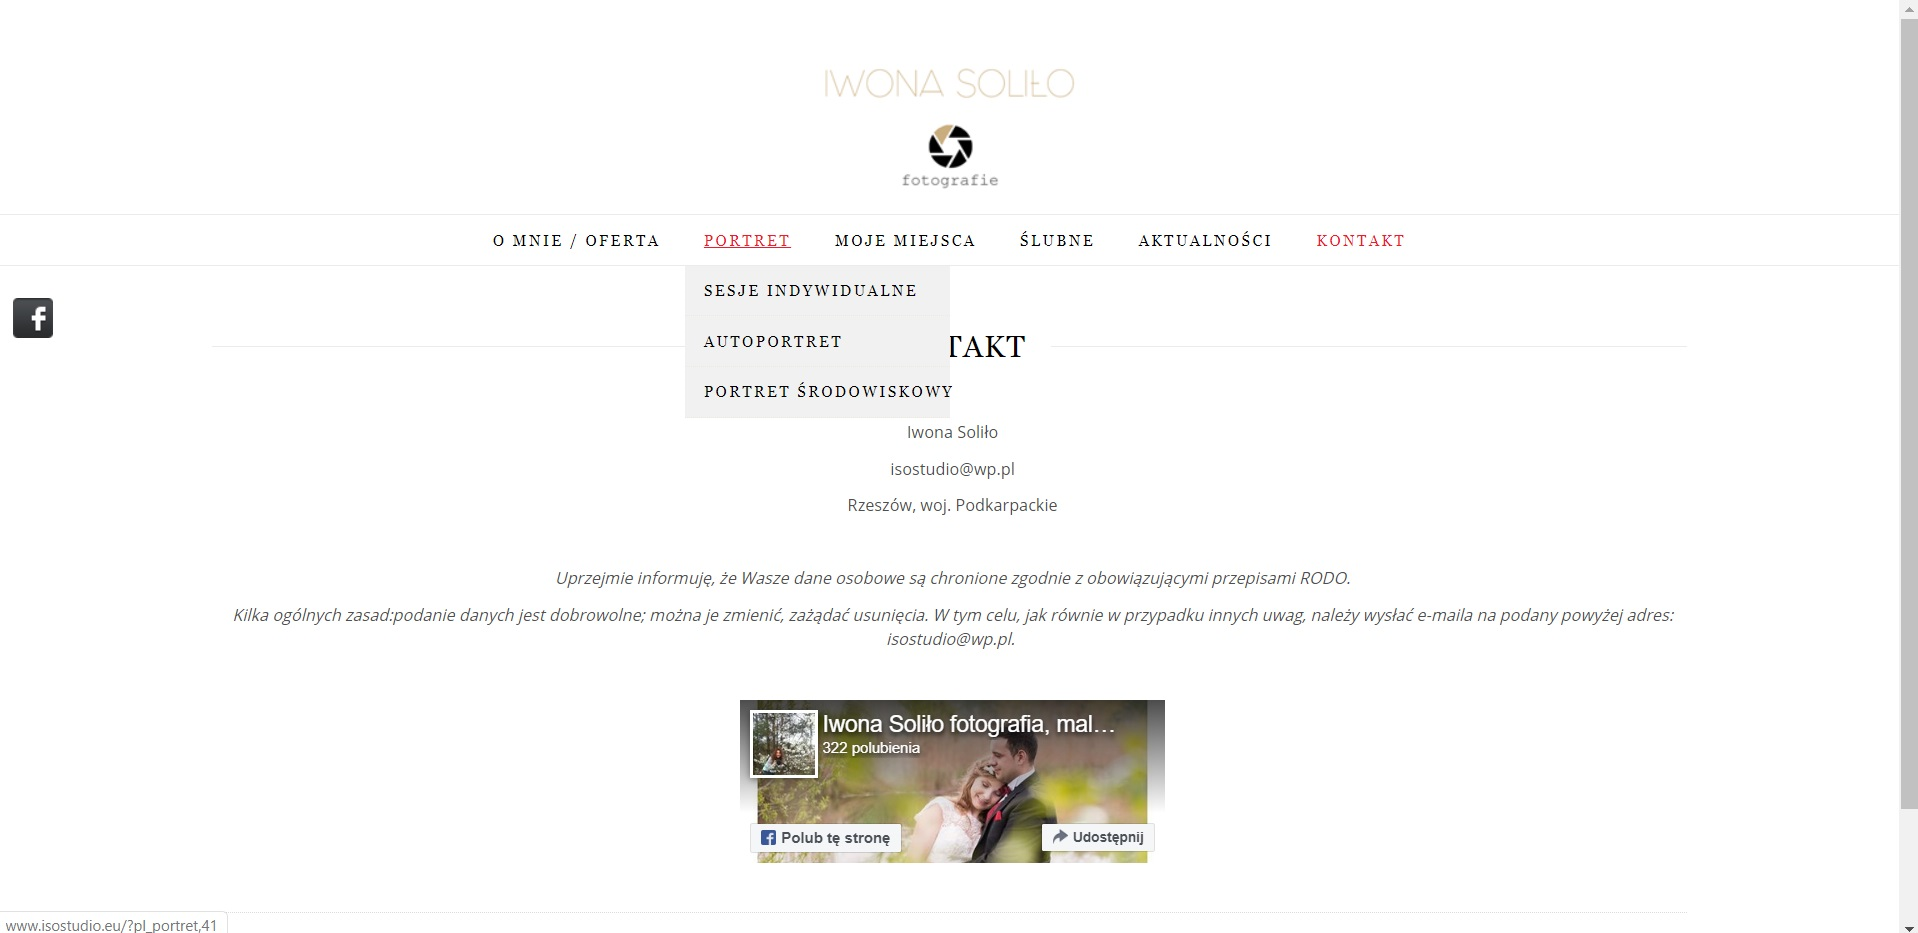 IWONA SOLIŁO
fotografie
O MNIE / OFERTA
PORTRET
MOJE MIEJSCA
ŚLUBNE
AKTUALNOŚCI
KONTAKT
SESJE INDYWIDUALNE
AUTOPORTRET
PORTRET ŚRODOWISKOWY
TAKT
Iwona Soliło
isostudio@wp.pl
Rzeszów, woj. Podkarpackie
Uprzejmie informuję, że Wasze dane osobowe są chronione zgodnie z obowiązującymi przepisami RODO.
Kilka ogólnych zasad:podanie danych jest dobrowolne; można je zmienić, zażądać usunięcia. W tym celu, jak równie w przypadku innych uwag, należy wysłać e-maila na podany powyżej adres:
isostudio@wp.pl.
Iwona Soliło fotografia, mal…
322 polubienia
Polub tę stronę
Udostępnij
www.isostudio.eu/?pl_portret,41